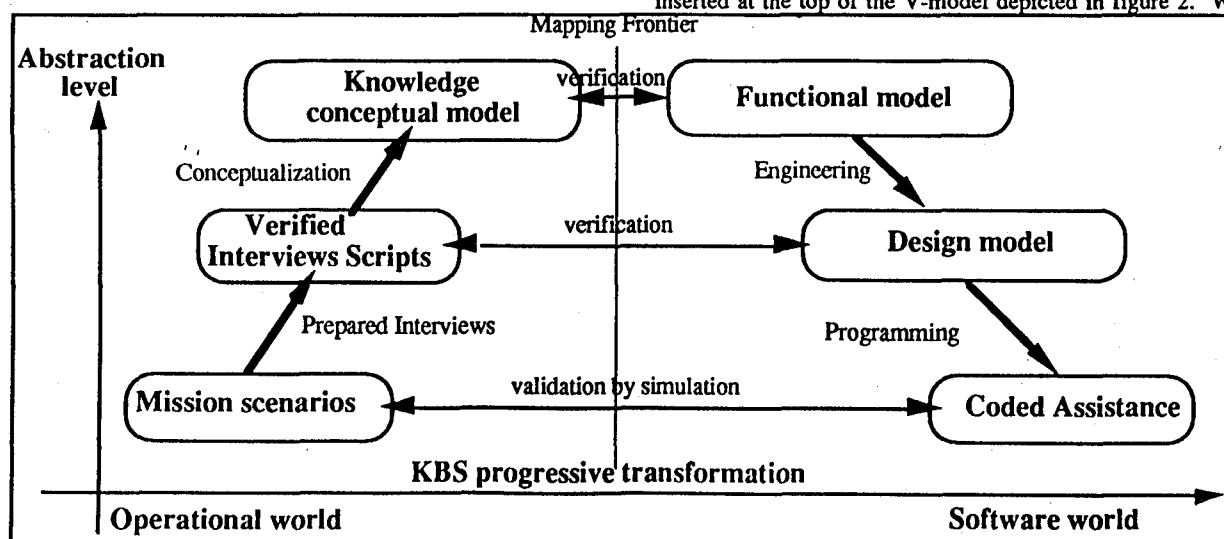 inserted at the top of the V-model depicted in figure 2.
Mapping Frontier
Abstraction
level
Knowledge
conceptual model
verification
Functional model
Conceptualization
Engineering
Verified
Interviews Scripts
verification
Design model
Prepared Interviews
Programming
Mission scenarios
validation by simulation
Coded Assistance
KBS progressive transformation
Operational world
Software world